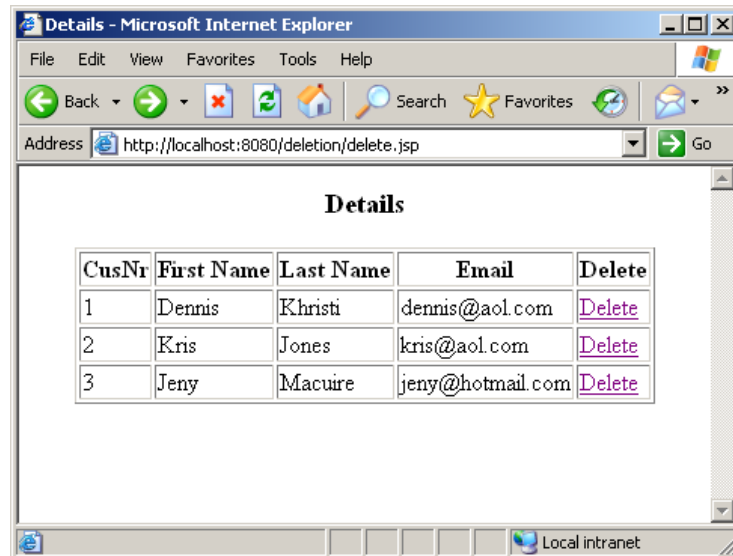 Details - Microsoft Internet Explorer
File Edit View Favorites Tools Help
Back Search Favorites »
Address http://localhost:8080/deletion/delete.jsp Go
Details
CusNr First Name Last Name Email Delete
1 Dennis Khristi dennis@aol.com Delete
2 Kris Jones kris@aol.com Delete
3 Jeny Macuire jeny@hotmail.com Delete
Local intranet